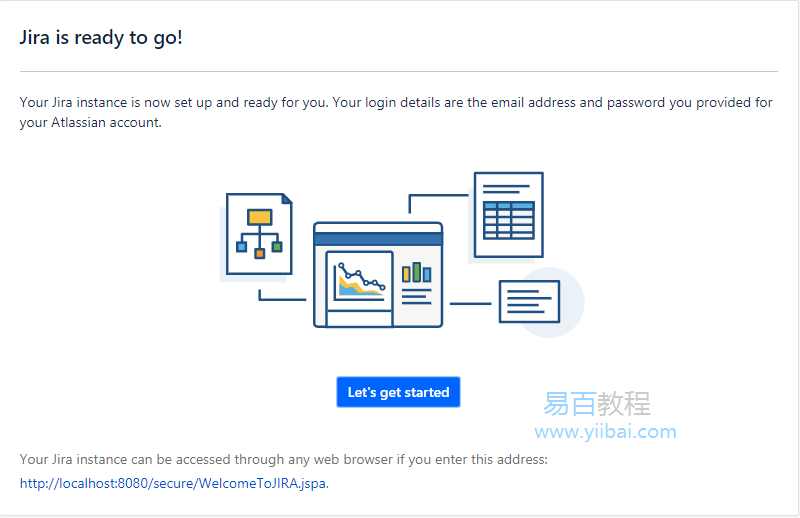 Jira is ready to go!
Your Jira instance is now set up and ready for you. Your login details are the email address and password you provided for
your Atlassian account.
Let's get started
易百教程
www.yiibai.com
Your Jira instance can be accessed through any web browser if you enter this address:
http://localhost:8080/secure/WelcomeToJIRA.jspa.